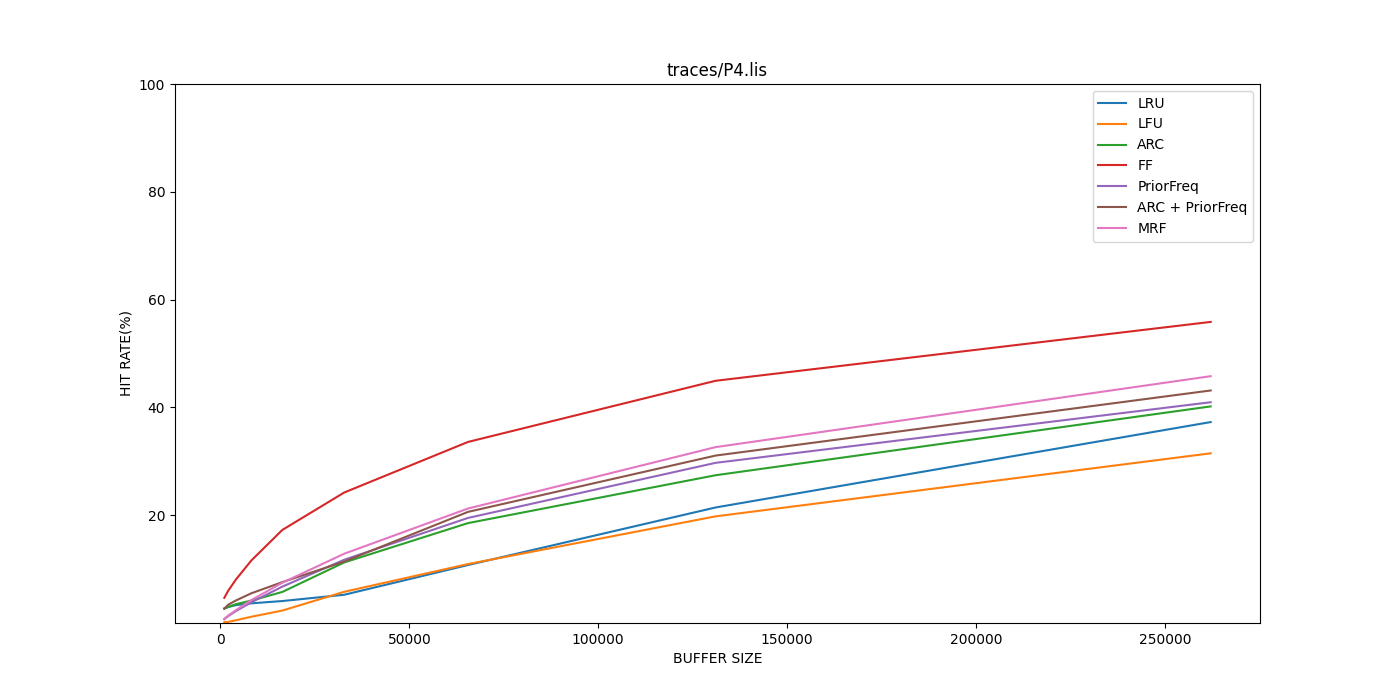 traces/P4.lis
100
80
60
40
20
HIT RATE(%)
0
50000
100000
150000
200000
250000
BUFFER SIZE
LRU
LFU
ARC
FF
PriorFreq
ARC + PriorFreq
MRF